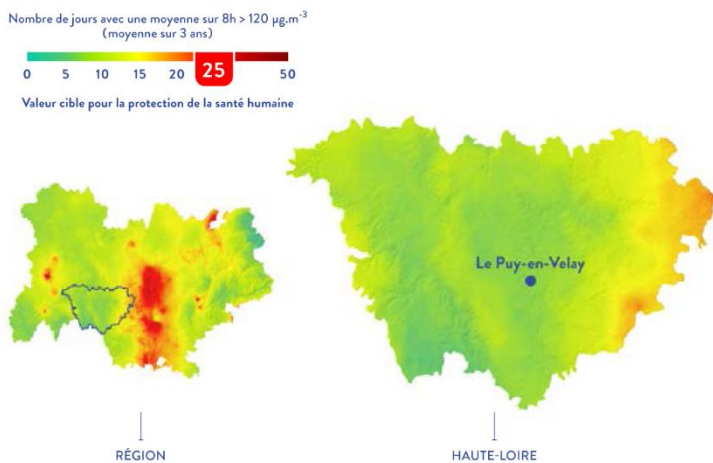 Nombre de jours avec une moyenne sur 8h > 120 µg.m⁻³
(moyenne sur 3 ans)
0 5 10 15 20 25 50
Valeur cible pour la protection de la santé humaine
Le Puy-en-Velay
RÉGION
HAUTE-LOIRE